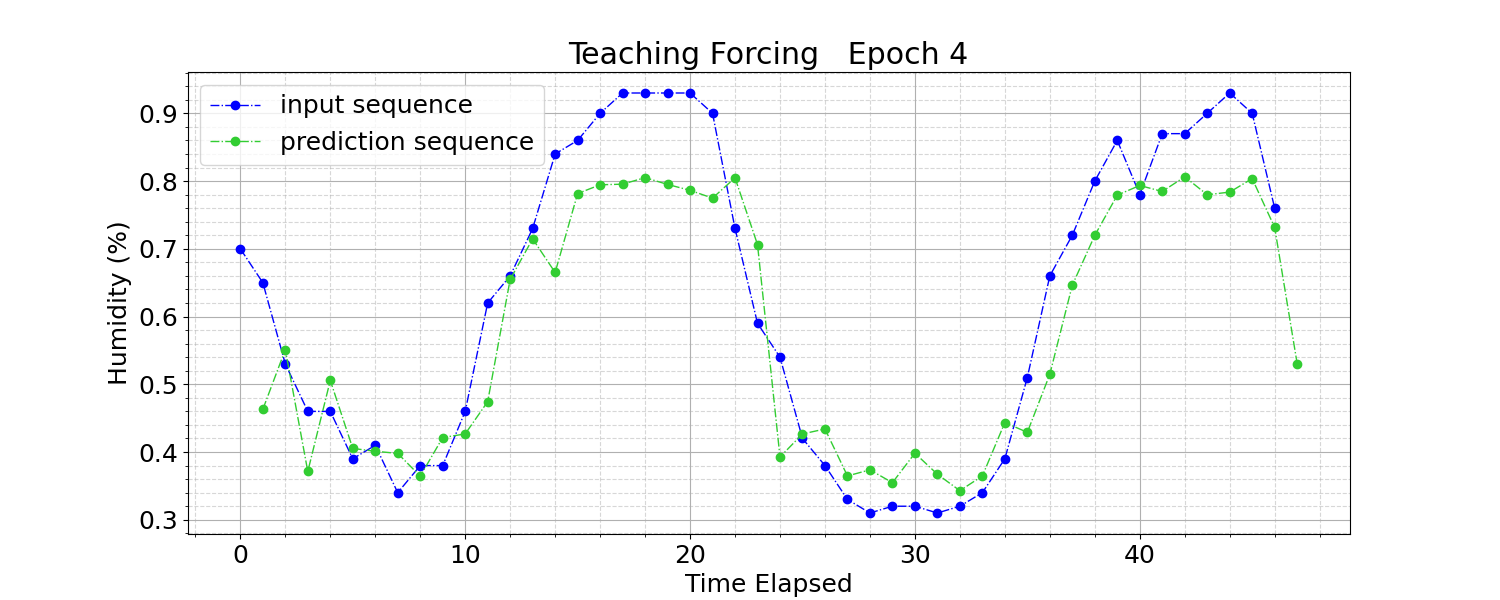 Teaching Forcing   Epoch 4
input sequence
prediction sequence
Humidity (%)
0.9
0.8
0.7
0.6
0.5
0.4
0.3
0 10 20 30 40
Time Elapsed